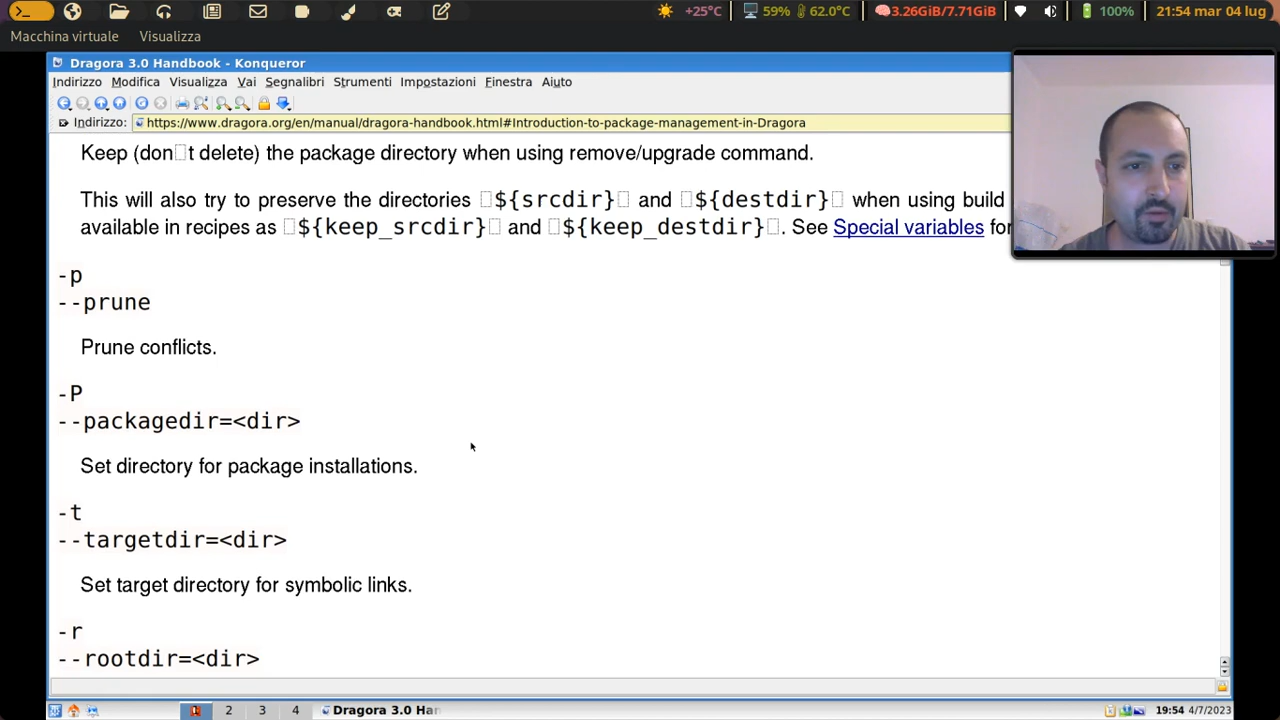 +25°C 59% 62.0°C 3.26GiB/7.71GiB 100% 21:54 mar 04 lug
Macchina virtuale Visualizza
Dragora 3.0 Handbook - Konqueror
Indirizzo Modifica Visualizza Vai Segnalibri Strumenti Impostazioni Finestra Aiuto
Indirizzo: https://www.dragora.org/en/manual/dragora-handbook.html#Introduction-to-package-management-in-Dragora
Keep (don□t delete) the package directory when using remove/upgrade command.
This will also try to preserve the directories □${srcdir}□ and □${destdir}□ when using build
available in recipes as □${keep_srcdir}□ and □${keep_destdir}□. See Special variables for
-p
--prune
Prune conflicts.
-P
--packagedir=<dir>
Set directory for package installations.
-t
--targetdir=<dir>
Set target directory for symbolic links.
-r
--rootdir=<dir>
2 3 4 Dragora 3.0 Har 19:54 4/7/2023